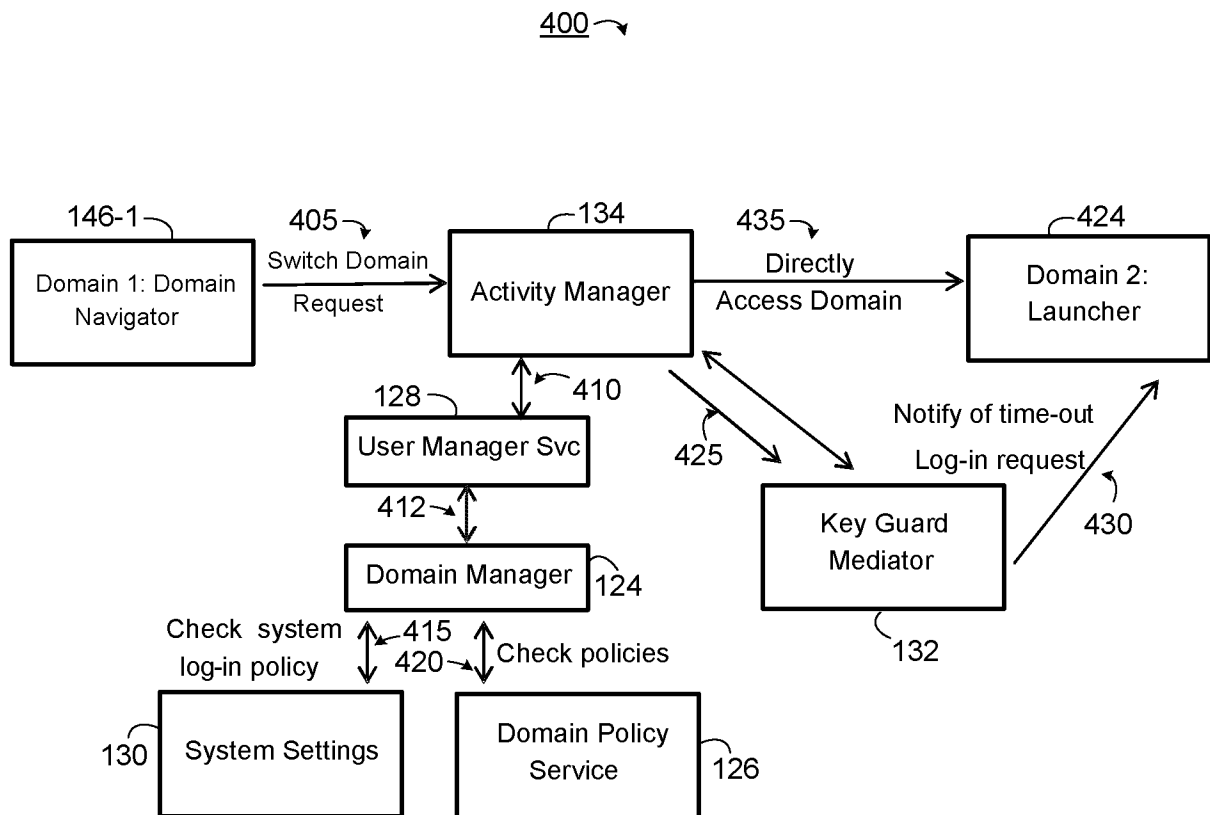 400
146-1
405
134
435
424
Domain 1: Domain
Navigator
Switch Domain
Request
Activity Manager
Directly
Access Domain
Domain 2:
Launcher
410
128
User Manager Svc
425
Notify of time-out
Log-in request
430
412
Domain Manager
124
Key Guard
Mediator
132
Check system
log-in policy
415
420
Check policies
130
System Settings
Domain Policy
Service
126